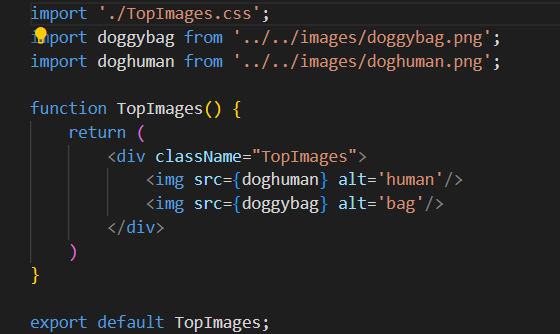 import './TopImages.css';
import doggybag from '../../images/doggybag.png';
import doghuman from '../../images/doghuman.png';
function TopImages() {
return (
<div className="TopImages">
<img src={doghuman} alt='human'/>
<img src={doggybag} alt='bag'/>
</div>
)
}
export default TopImages;